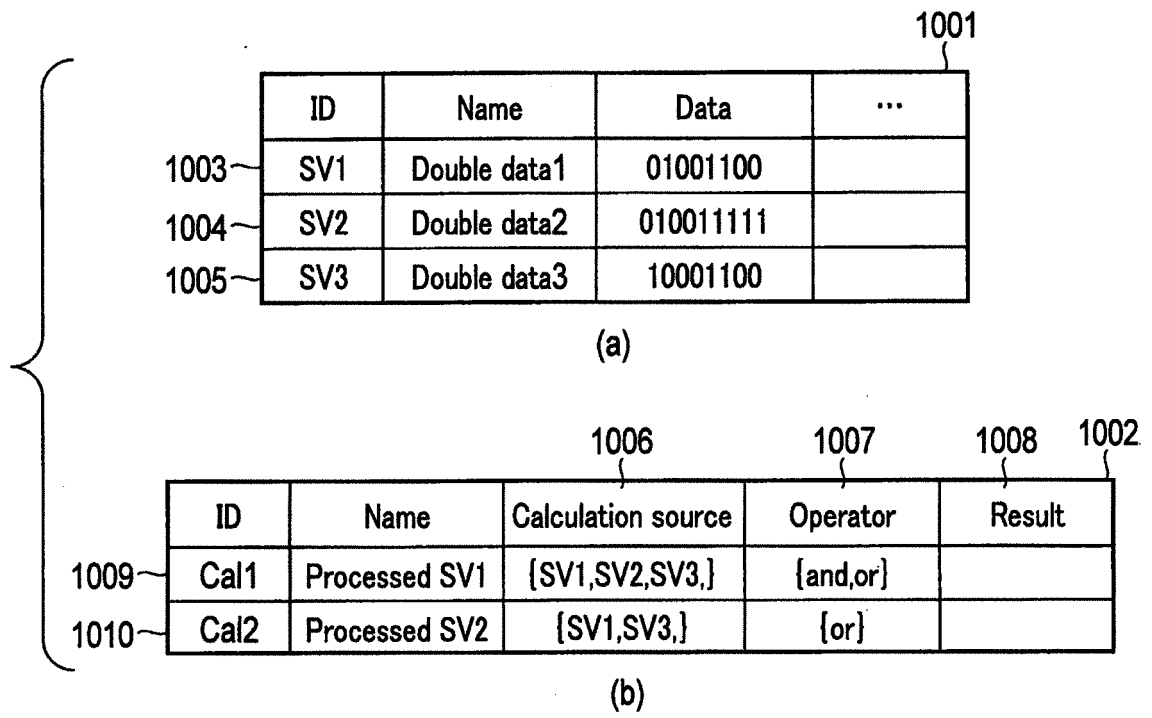 1001
ID Name Data ...
1003 SV1 Double data1 01001100
1004 SV2 Double data2 010011111
1005 SV3 Double data3 10001100
(a)
1006 1007 1008 1002
ID Name Calculation source Operator Result
1009 Cal1 Processed SV1 {SV1,SV2,SV3,} {and,or}
1010 Cal2 Processed SV2 {SV1,SV3,} {or}
(b)